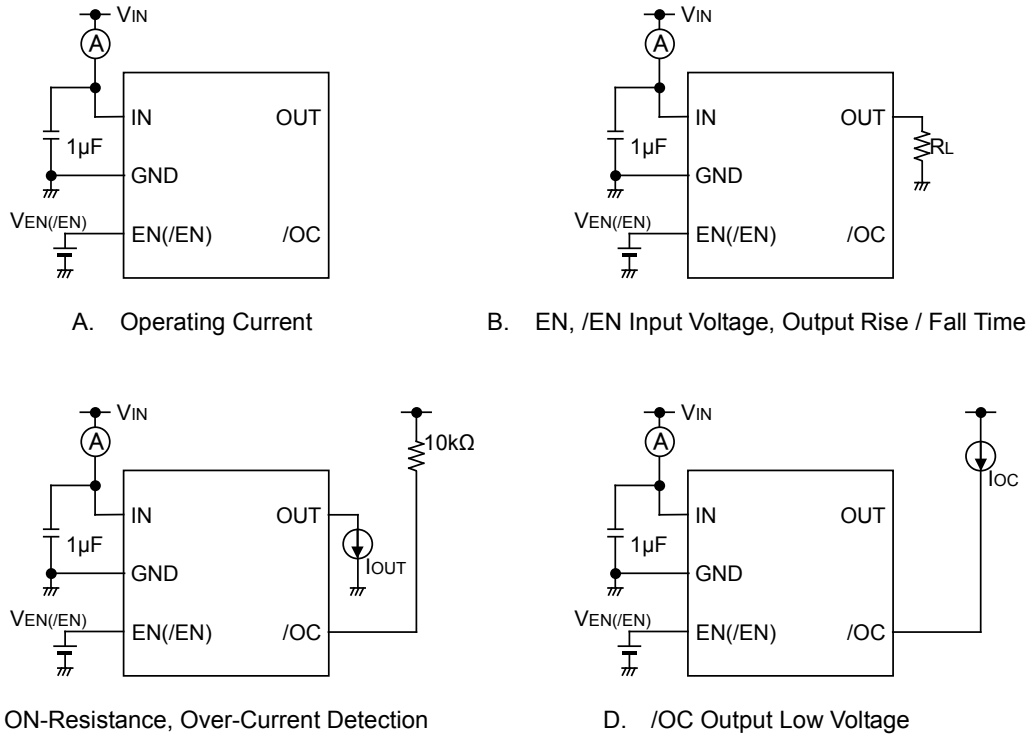 VIN
A
IN OUT
1µF
GND
VEN(/EN)
EN(/EN) /OC
A. Operating Current
VIN
A
IN OUT
1µF
RL
GND
VEN(/EN)
EN(/EN) /OC
B. EN, /EN Input Voltage, Output Rise / Fall Time
VIN
A
10kΩ
IN OUT
1µF
IOUT
GND
VEN(/EN)
EN(/EN) /OC
ON-Resistance, Over-Current Detection
VIN
A
IOC
IN OUT
1µF
GND
VEN(/EN)
EN(/EN) /OC
D. /OC Output Low Voltage